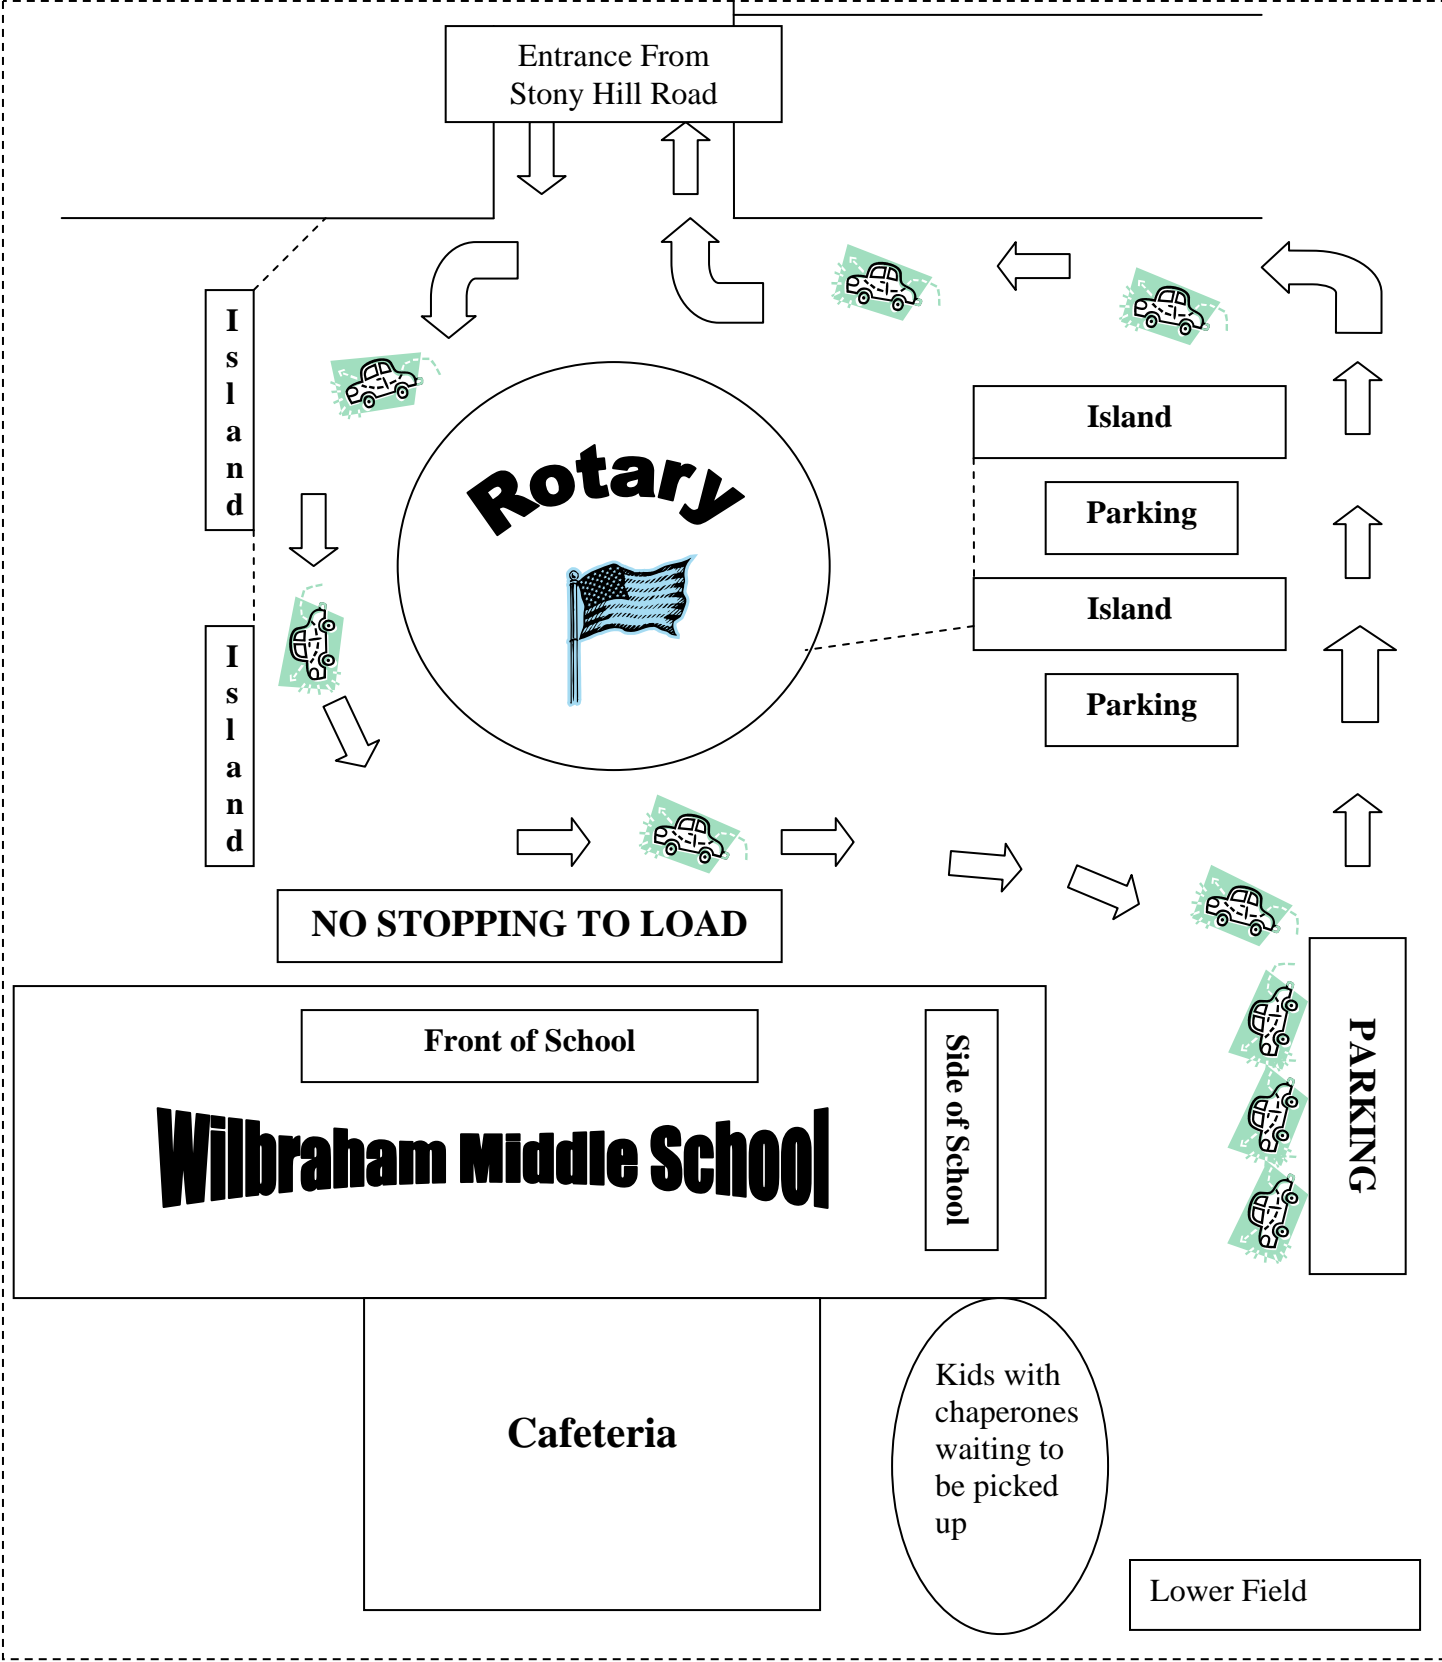 Entrance From
Stony Hill Road
Island
Rotary
Island
Parking
Island
Island
Parking
NO STOPPING TO LOAD
Front of School
Side of School
PARKING
Wilbraham Middle School
Cafeteria
Kids with
chaperones
waiting to
be picked
up
Lower Field